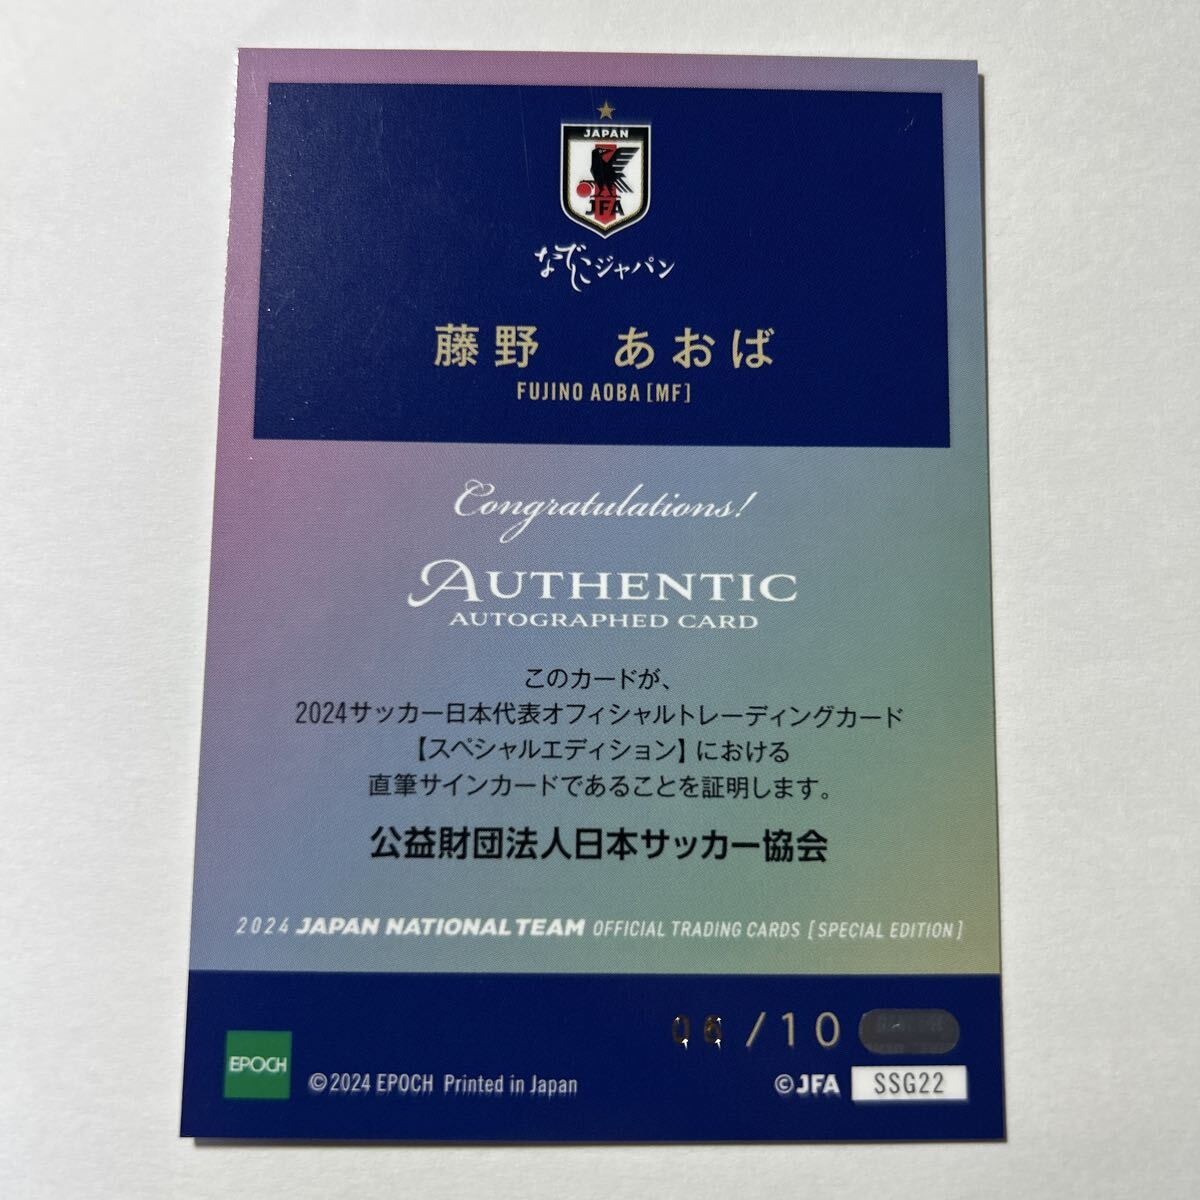 JAPAN
JFA
なでしこジャパン
藤野 あおば
FUJINO AOBA [MF]
Congratulations!
AUTHENTIC
AUTOGRAPHED CARD
このカードが、
2024サッカー日本代表オフィシャルトレーディングカード
【スペシャルエディション】における
直筆サインカードであることを証明します。
公益財団法人日本サッカー協会
2024 JAPAN NATIONAL TEAM OFFICIAL TRADING CARDS [SPECIAL EDITION]
06/10
EPOCH
©2024 EPOCH Printed in Japan
©JFA SSG22